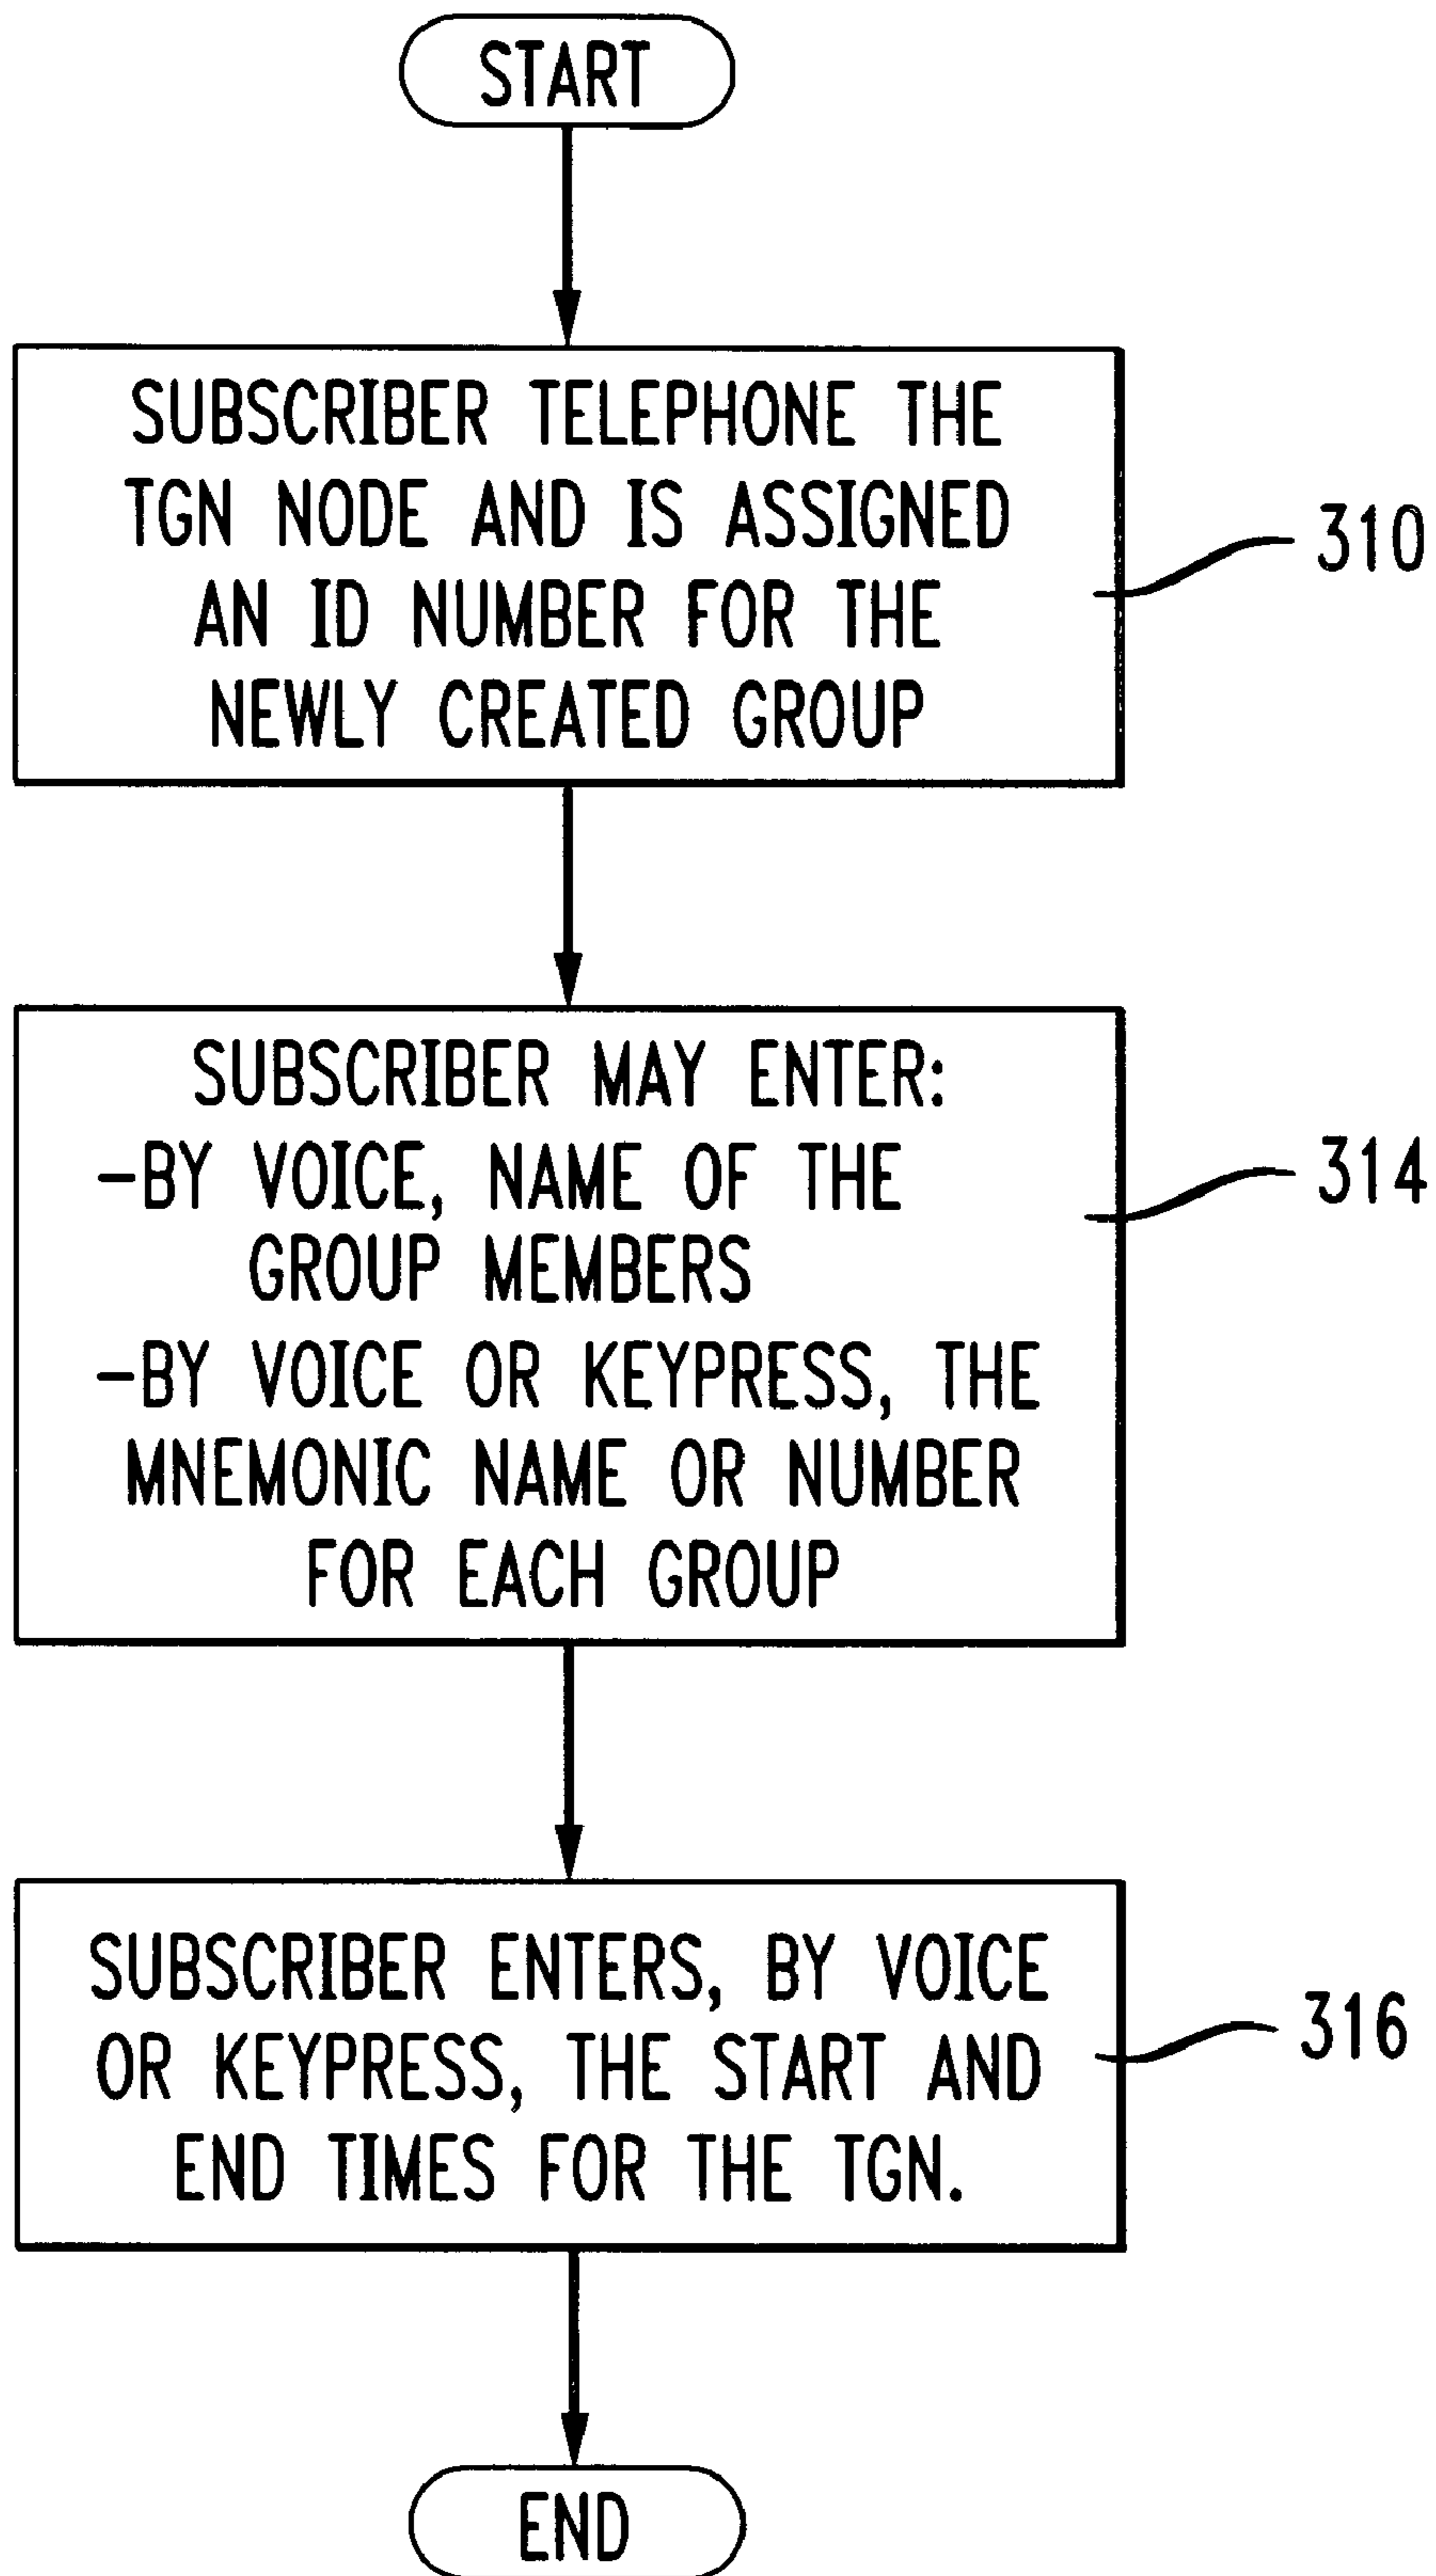 START
SUBSCRIBER TELEPHONE THE
TGN NODE AND IS ASSIGNED
AN ID NUMBER FOR THE
NEWLY CREATED GROUP
310
SUBSCRIBER MAY ENTER:
-BY VOICE, NAME OF THE
GROUP MEMBERS
-BY VOICE OR KEYPRESS, THE
MNEMONIC NAME OR NUMBER
FOR EACH GROUP
314
SUBSCRIBER ENTERS, BY VOICE
OR KEYPRESS, THE START AND
END TIMES FOR THE TGN.
316
END